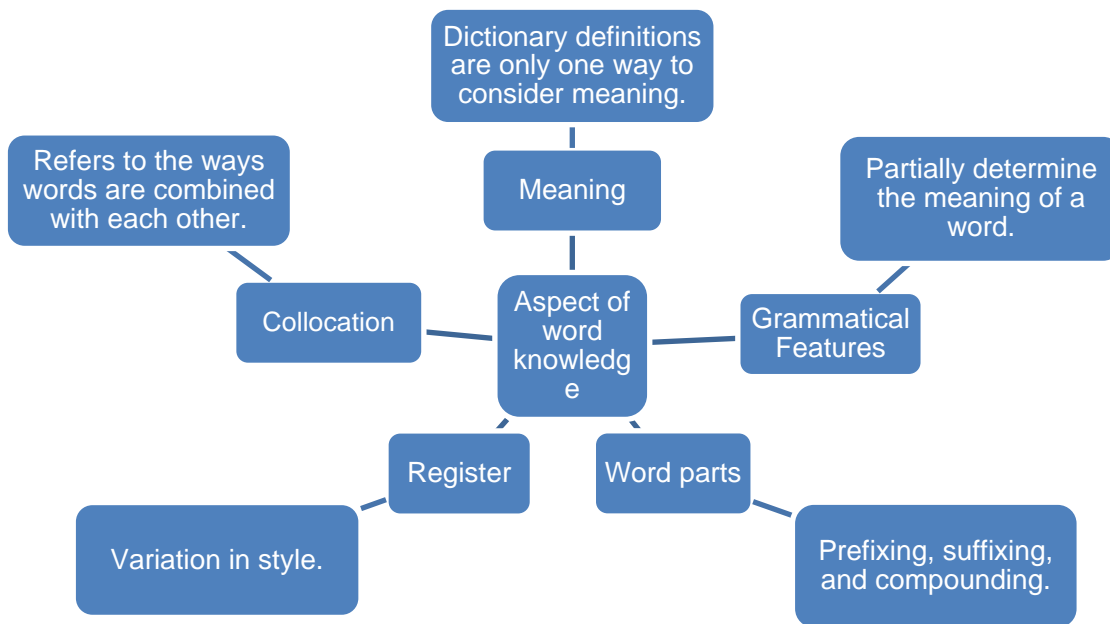 Dictionary definitions
are only one way to
consider meaning.
Meaning
Refers to the ways
words are combined
with each other.
Collocation
Partially determine
the meaning of a
word.
Grammatical
Features
Aspect of
word
knowledg
e
Register
Variation in style.
Word parts
Prefixing, suffixing,
and compounding.